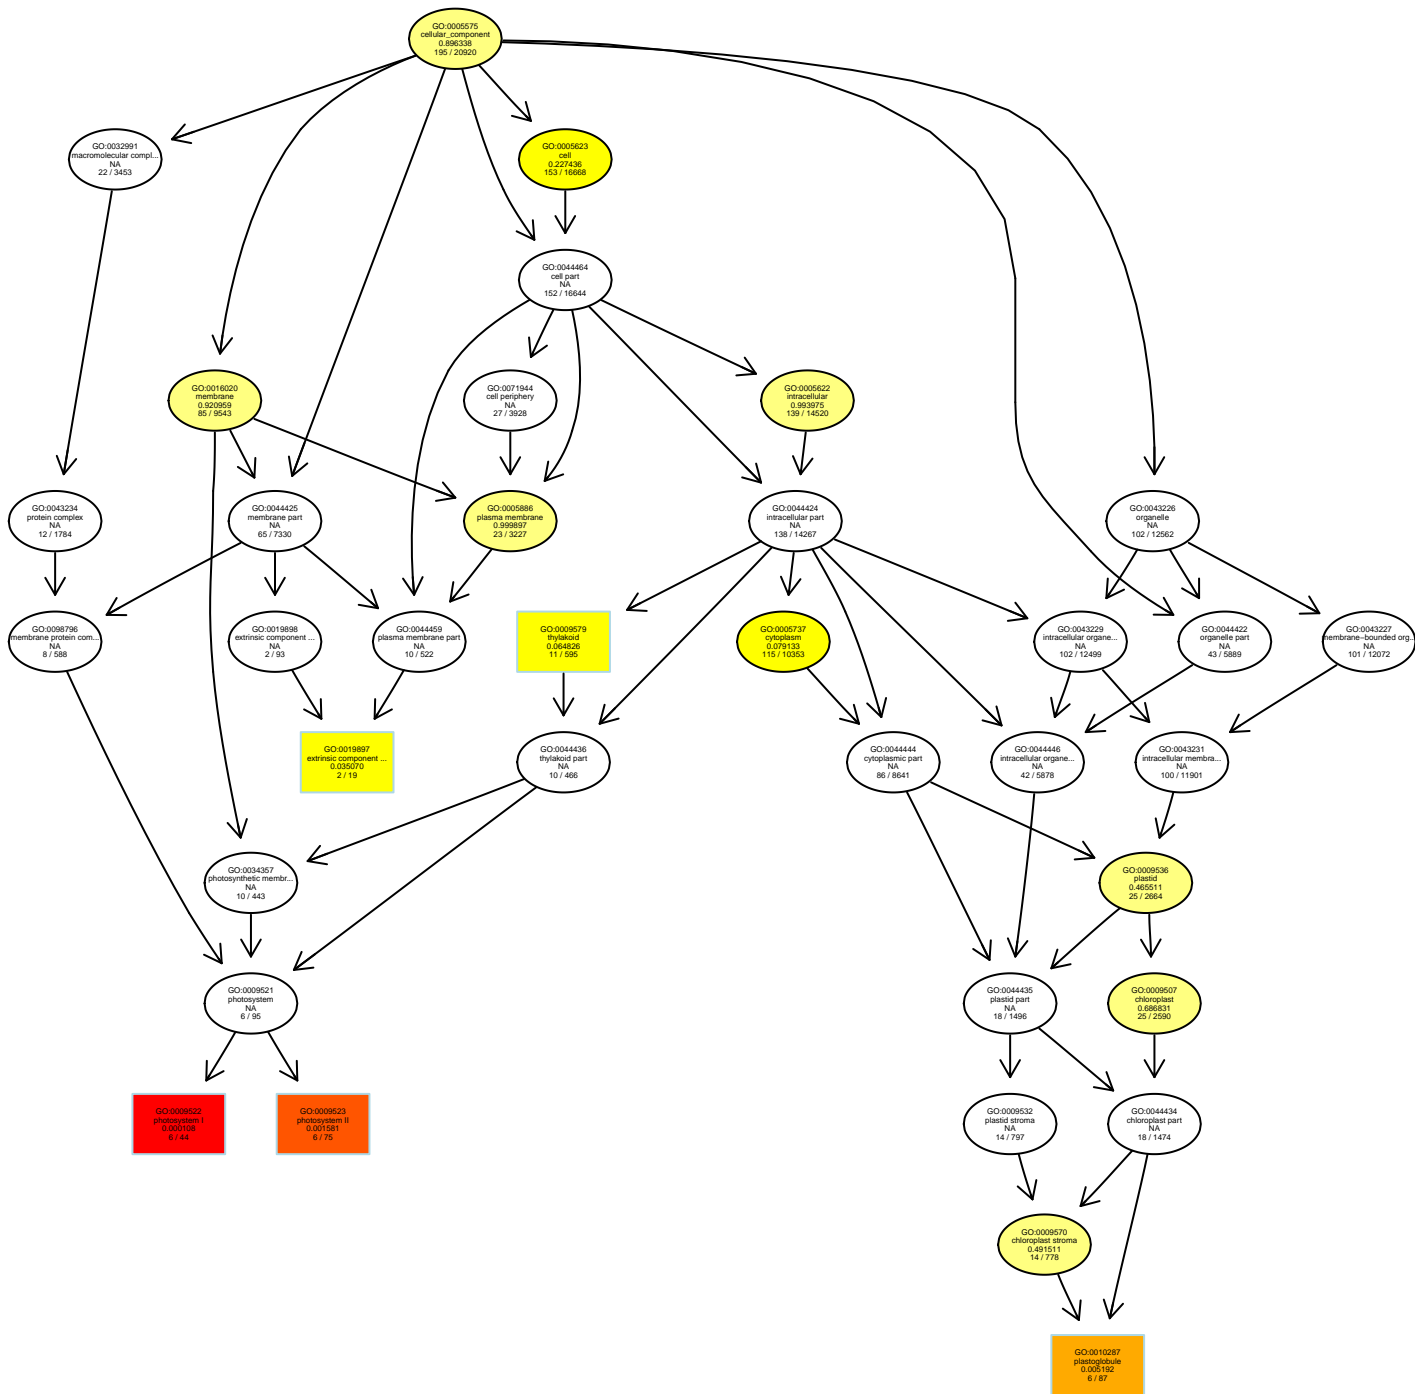 GO:0005575
cellular_component
0.896338
195 / 20920
GO:0032991
macromolecular compl...
NA
22 / 3453
GO:0005623
cell
0.227436
153 / 16668
GO:0044464
cell part
NA
152 / 16644
GO:0016020
membrane
0.920959
85 / 9543
GO:0071944
cell periphery
NA
27 / 3928
GO:0005622
intracellular
0.993975
139 / 14520
GO:0043234
protein complex
NA
12 / 1784
GO:0044425
membrane part
NA
65 / 7330
GO:0005886
plasma membrane
0.999897
23 / 3227
GO:0044424
intracellular part
NA
138 / 14267
GO:0043226
organelle
NA
102 / 12562
GO:0098796
membrane protein com...
NA
8 / 588
GO:0019898
extrinsic component ...
NA
2 / 93
GO:0044459
plasma membrane part
NA
10 / 522
GO:0009579
thylakoid
0.064826
11 / 595
GO:0005737
cytoplasm
0.079133
115 / 10353
GO:0043229
intracellular organe...
NA
102 / 12499
GO:0044422
organelle part
NA
43 / 5889
GO:0043227
membrane−bounded org...
NA
101 / 12072
GO:0019897
extrinsic component ...
0.035070
2 / 19
GO:0044436
thylakoid part
NA
10 / 466
GO:0044444
cytoplasmic part
NA
86 / 8641
GO:0044446
intracellular organe...
NA
42 / 5878
GO:0043231
intracellular membra...
NA
100 / 11901
GO:0034357
photosynthetic membr...
NA
10 / 443
GO:0009536
plastid
0.465511
25 / 2664
GO:0009521
photosystem
NA
6 / 95
GO:0044435
plastid part
NA
18 / 1496
GO:0009507
chloroplast
0.686831
25 / 2590
GO:0009522
photosystem I
0.000108
6 / 44
GO:0009523
photosystem II
0.001581
6 / 75
GO:0009532
plastid stroma
NA
14 / 797
GO:0044434
chloroplast part
NA
18 / 1474
GO:0009570
chloroplast stroma
0.491511
14 / 778
GO:0010287
plastoglobule
0.005192
6 / 87